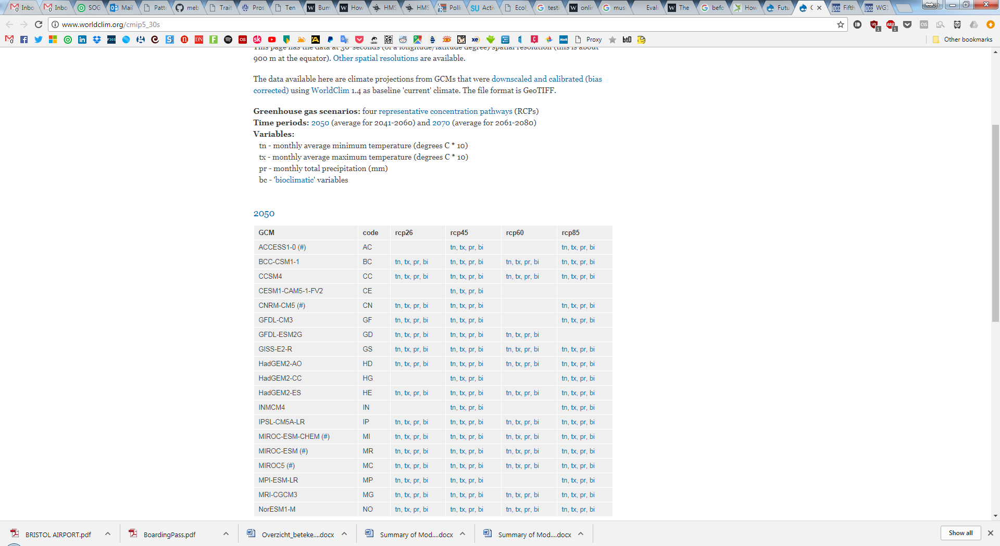 Inbo
Inbo
SOG
Mail
Patt
meb
Trait
Pros
Ten
Bum
How
HMS
HMS
Polli
Activ
Ecol
testi
onlin
muse
Evalu
The
befo
How
Futu
Fifth
WG1
www.worldclim.org/cmip5_30s
Proxy
Other bookmarks
This page has the data at 30 seconds (of a longitude/latitude degree) spatial resolution (this is about
900 m at the equator). Other spatial resolutions are available.
The data available here are climate projections from GCMs that were downscaled and calibrated (bias
corrected) using WorldClim 1.4 as baseline 'current' climate. The file format is GeoTIFF.
Greenhouse gas scenarios: four representative concentration pathways (RCPs)
Time periods: 2050 (average for 2041-2060) and 2070 (average for 2061-2080)
Variables:
tn - monthly average minimum temperature (degrees C * 10)
tx - monthly average maximum temperature (degrees C * 10)
pr - monthly total precipitation (mm)
bc - 'bioclimatic' variables
2050
GCM code rcp26 rcp45 rcp60 rcp85
ACCESS1-0 (#) AC tn, tx, pr, bi tn, tx, pr, bi
BCC-CSM1-1 BC tn, tx, pr, bi tn, tx, pr, bi tn, tx, pr, bi tn, tx, pr, bi
CCSM4 CC tn, tx, pr, bi tn, tx, pr, bi tn, tx, pr, bi tn, tx, pr, bi
CESM1-CAM5-1-FV2 CE tn, tx, pr, bi
CNRM-CM5 (#) CN tn, tx, pr, bi tn, tx, pr, bi tn, tx, pr, bi
GFDL-CM3 GF tn, tx, pr, bi tn, tx, pr, bi tn, tx, pr, bi
GFDL-ESM2G GD tn, tx, pr, bi tn, tx, pr, bi tn, tx, pr, bi
GISS-E2-R GS tn, tx, pr, bi tn, tx, pr, bi tn, tx, pr, bi tn, tx, pr, bi
HadGEM2-AO HD tn, tx, pr, bi tn, tx, pr, bi tn, tx, pr, bi tn, tx, pr, bi
HadGEM2-CC HG tn, tx, pr, bi tn, tx, pr, bi
HadGEM2-ES HE tn, tx, pr, bi tn, tx, pr, bi tn, tx, pr, bi tn, tx, pr, bi
INMCM4 IN tn, tx, pr, bi tn, tx, pr, bi
IPSL-CM5A-LR IP tn, tx, pr, bi tn, tx, pr, bi tn, tx, pr, bi tn, tx, pr, bi
MIROC-ESM-CHEM (#) MI tn, tx, pr, bi tn, tx, pr, bi tn, tx, pr, bi tn, tx, pr, bi
MIROC-ESM (#) MR tn, tx, pr, bi tn, tx, pr, bi tn, tx, pr, bi tn, tx, pr, bi
MIROC5 (#) MC tn, tx, pr, bi tn, tx, pr, bi tn, tx, pr, bi tn, tx, pr, bi
MPI-ESM-LR MP tn, tx, pr, bi tn, tx, pr, bi tn, tx, pr, bi
MRI-CGCM3 MG tn, tx, pr, bi tn, tx, pr, bi tn, tx, pr, bi tn, tx, pr, bi
NorESM1-M NO tn, tx, pr, bi tn, tx, pr, bi tn, tx, pr, bi tn, tx, pr, bi
BRISTOL AIRPORT.pdf
BoardingPass.pdf
Overzicht_beteke....docx
Summary of Mod....docx
Summary of Mod....docx
Show all